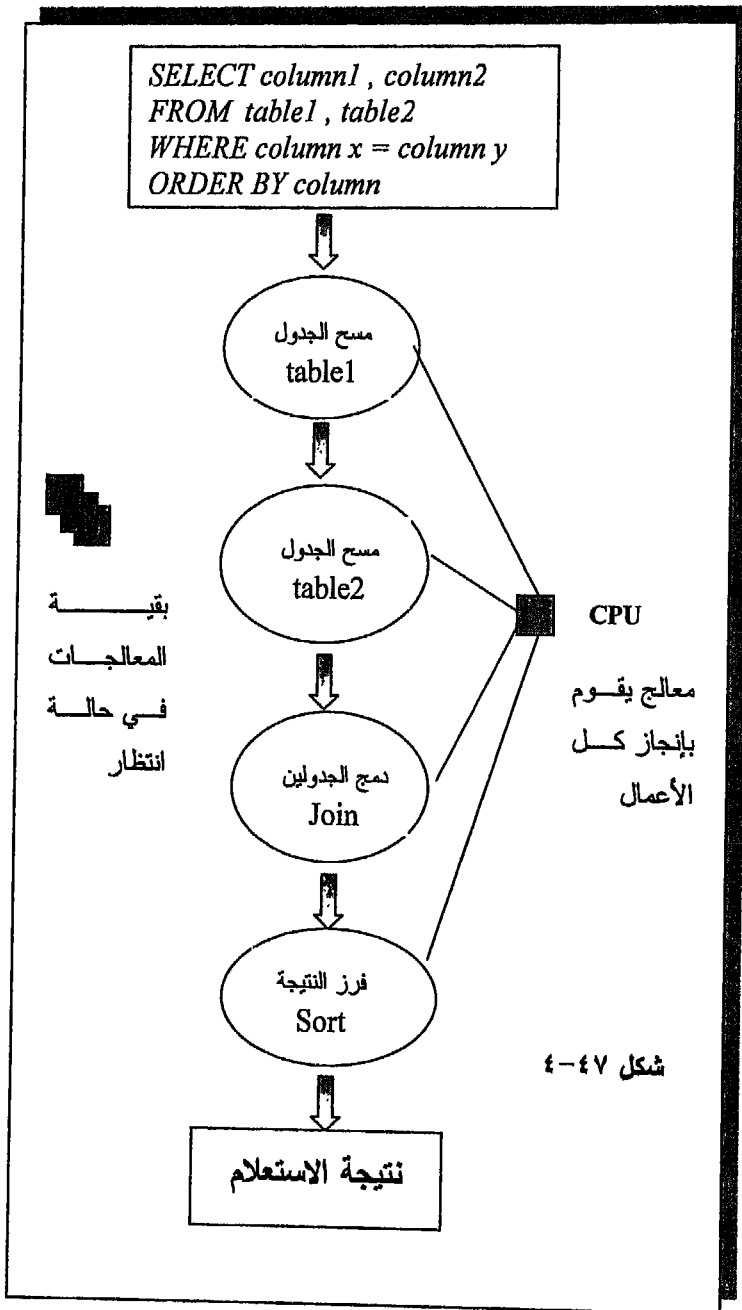 SELECT column1 , column2
FROM table1 , table2
WHERE column x = column y
ORDER BY column
مسح الجدول
table1
مسح الجدول
table2
CPU
معالج يقوم
بإنجاز كل
الأعمال
بقية
المعالجات
في حالة
انتظار
دمج الجدولين
Join
فرز النتيجة
Sort
شكل ٤٧-٤
نتيجة الاستعلام